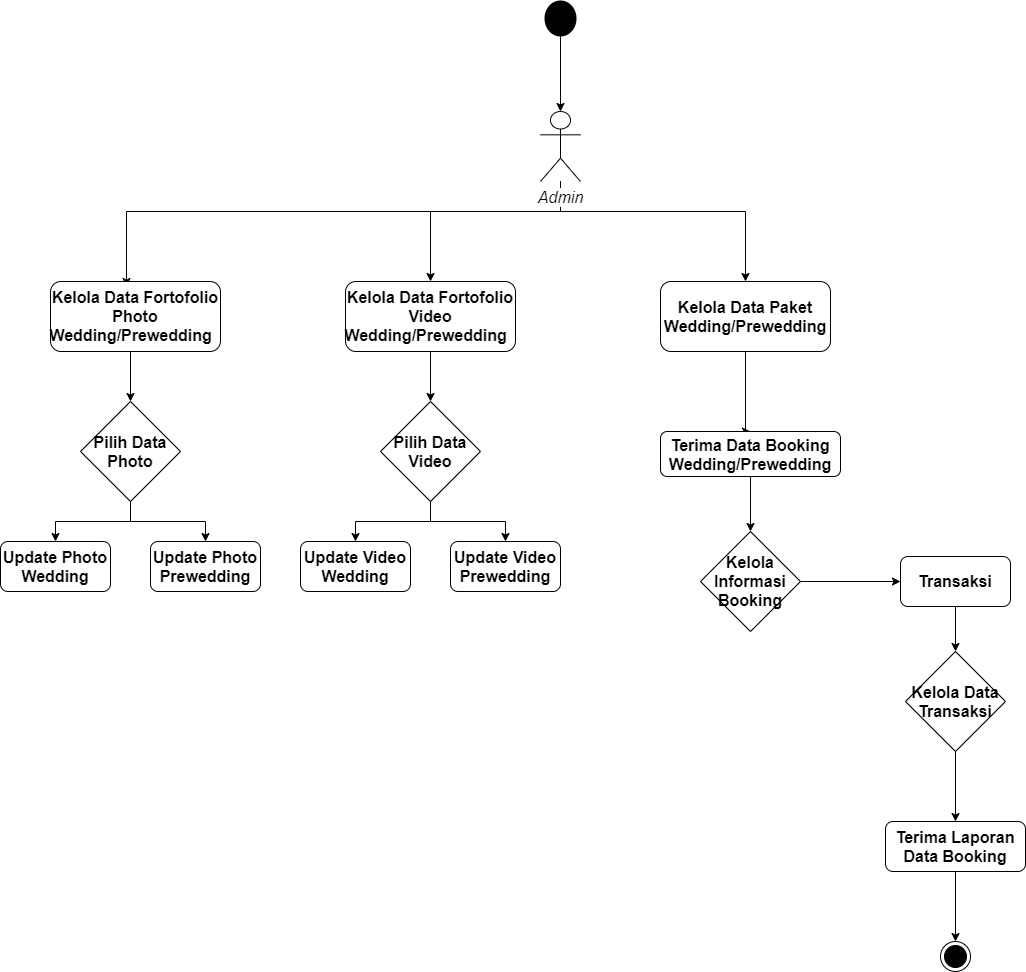 Admin
Kelola Data Fortofolio
Photo
Wedding/Prewedding
Kelola Data Fortofolio
Video
Wedding/Prewedding
Kelola Data Paket
Wedding/Prewedding
Pilih Data
Photo
Pilih Data
Video
Terima Data Booking
Wedding/Prewedding
Update Photo
Wedding
Update Photo
Prewedding
Update Video
Wedding
Update Video
Prewedding
Kelola
Informasi
Booking
Transaksi
Kelola Data
Transaksi
Terima Laporan
Data Booking